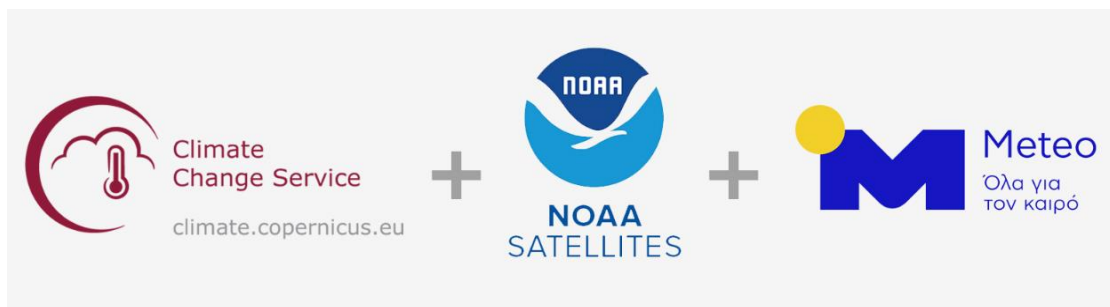 Climate
Change Service
climate.copernicus.eu
+
NOAA
NOAA
SATELLITES
+
Meteo
Όλα για
τον καιρό